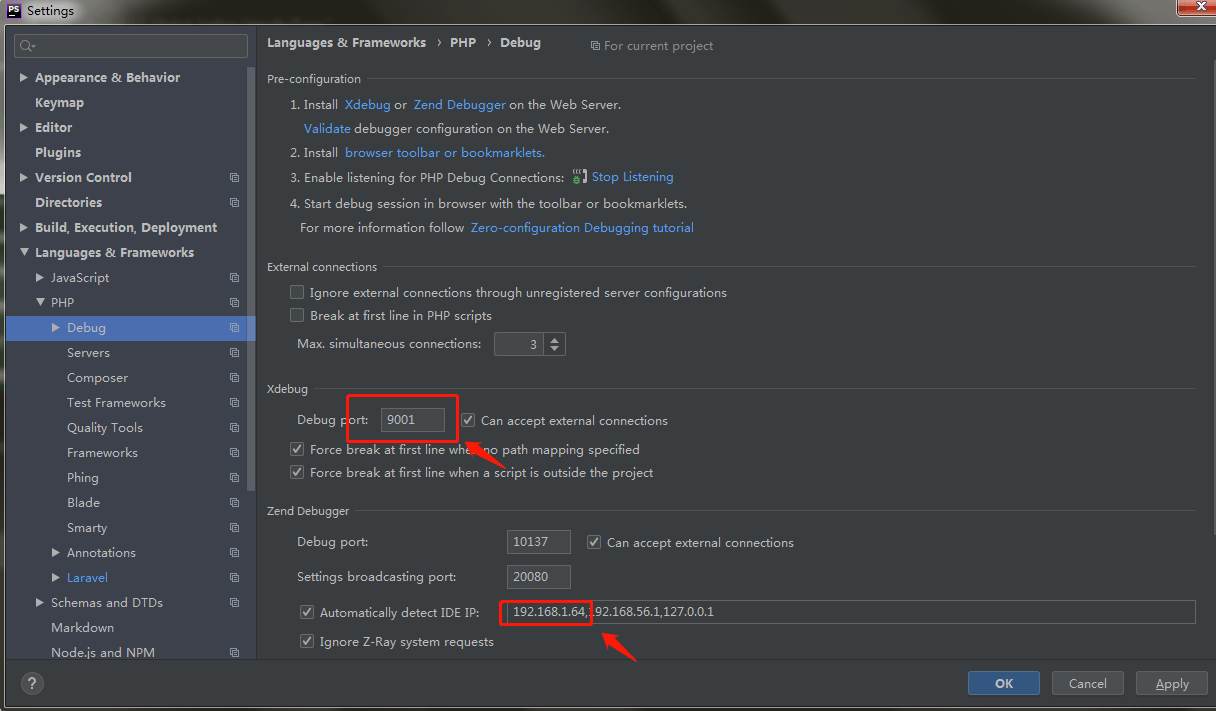 PS Settings
Languages & Frameworks › PHP › Debug For current project
Appearance & Behavior
Keymap
Editor
Plugins
Version Control
Directories
Build, Execution, Deployment
Languages & Frameworks
JavaScript
PHP
Debug
Servers
Composer
Test Frameworks
Quality Tools
Frameworks
Phing
Blade
Smarty
Annotations
Laravel
Schemas and DTDs
Markdown
Node.js and NPM
Pre-configuration
1. Install Xdebug or Zend Debugger on the Web Server.
Validate debugger configuration on the Web Server.
2. Install browser toolbar or bookmarklets.
3. Enable listening for PHP Debug Connections: Stop Listening
4. Start debug session in browser with the toolbar or bookmarklets.
For more information follow Zero-configuration Debugging tutorial
External connections
Ignore external connections through unregistered server configurations
Break at first line in PHP scripts
Max. simultaneous connections: 3
Xdebug
Debug port: 9001 Can accept external connections
Force break at first line when no path mapping specified
Force break at first line when a script is outside the project
Zend Debugger
Debug port: 10137 Can accept external connections
Settings broadcasting port: 20080
Automatically detect IDE IP: 192.168.1.64,192.168.56.1,127.0.0.1
Ignore Z-Ray system requests
? OK Cancel Apply